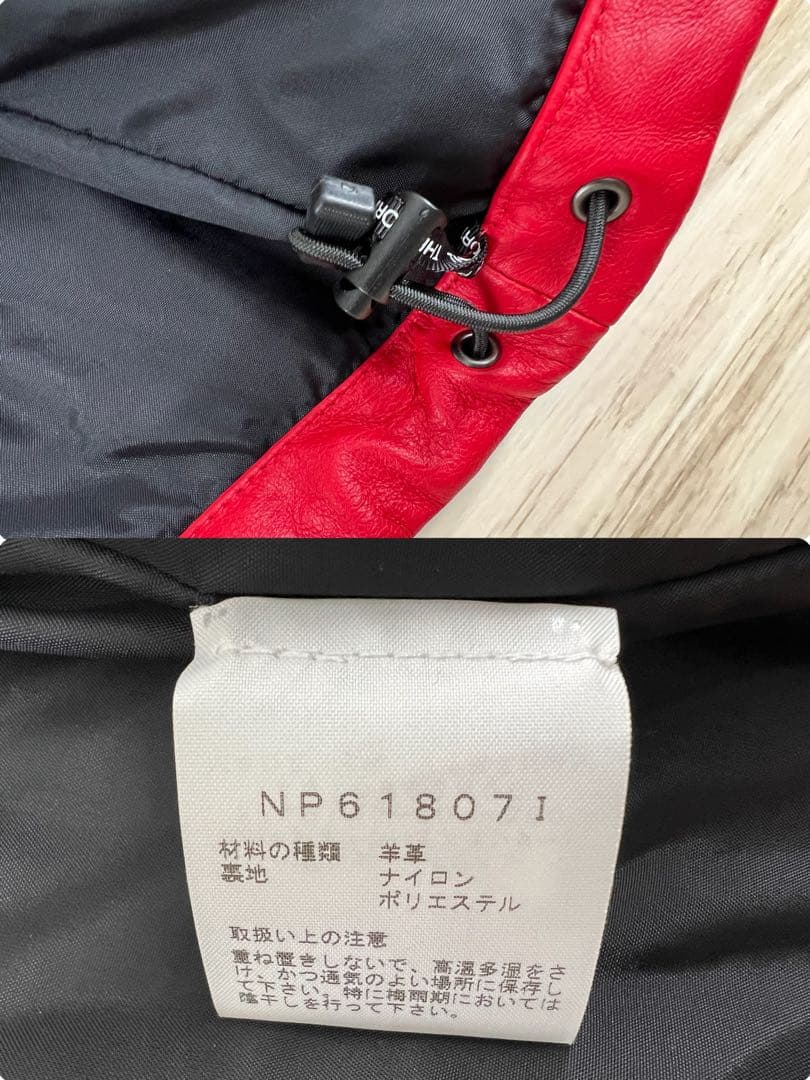 THE
NP61807I
材料の種類 羊革
裏地 ナイロン
ポリエステル
取扱い上の注意
重ね置きしないで、高温多湿をさ
け、かつ通気のよい場所に保存し
て下さい。特に梅雨期においては
陰干しを行って下さい。